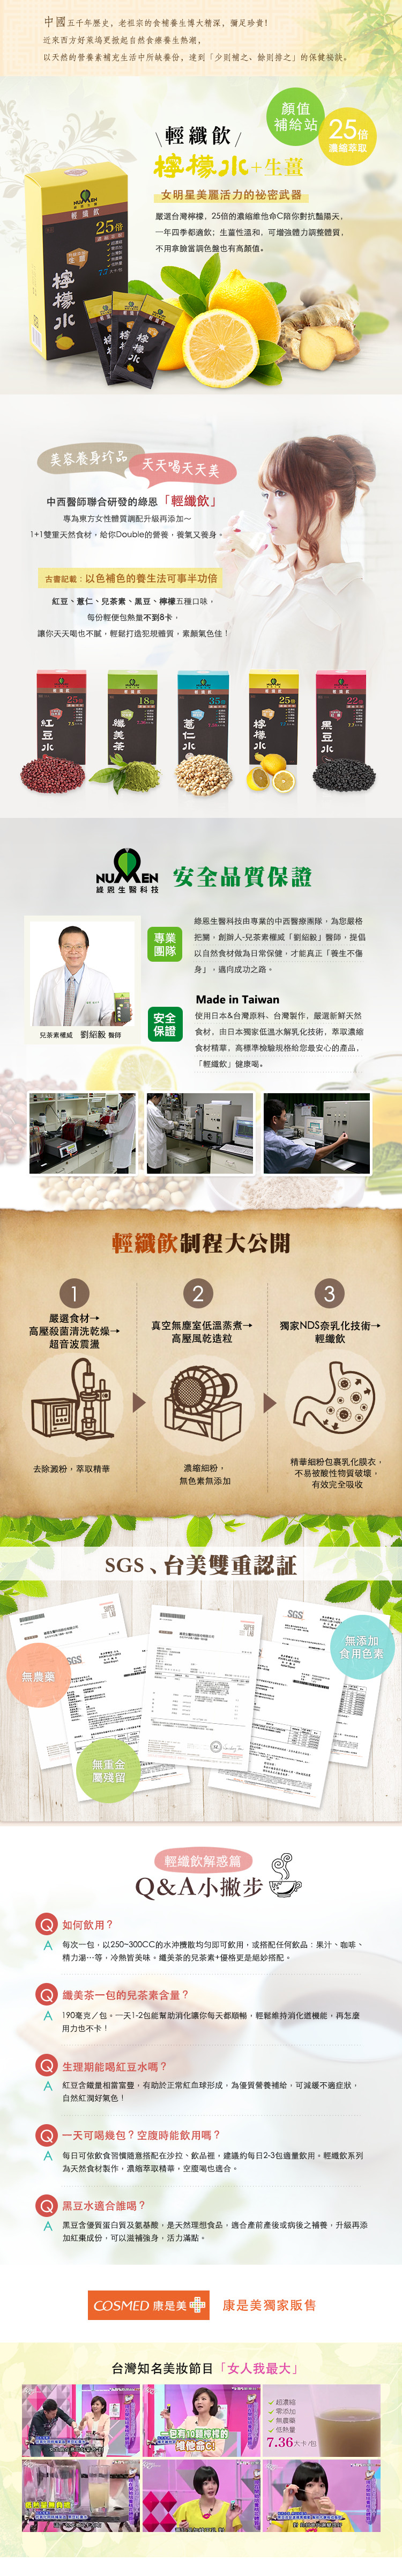 中國五千年歷史，老祖宗的食補養生博大精深，彌足珍貴!
近來西方好萊塢更掀起自然食療養生熱潮，
以天然的營養素補充生活中所缺養份，達到「少則補之、餘則排之」的保健祕訣。
顏值
補給站
25倍
濃縮萃取
輕纖飲
檸檬水+生薑
女明星美麗活力的祕密武器
嚴選台灣檸檬，25倍的濃縮維他命C陪你對抗豔陽天，
一年四季都適飲；生薑性溫和，可增強體力調整體質，
不用拿臉當調色盤也有高顏值。
NUMEN
輕纖飲
25倍
檸檬水
7.7大卡/包
美容養身珍品
天天喝天天美
中西醫師聯合研發的綠恩「輕纖飲」
專為東方女性體質調配升級再添加~
1+1雙重天然食材，給你Double的營養，養氣又養身。
古書記載：以色補色的養生法可事半功倍
紅豆、薏仁、兒茶素、黑豆、檸檬五種口味，
每份輕便包熱量不到8卡，
讓你天天喝也不膩，輕鬆打造犯規體質，素顏氣色佳！
25倍
紅豆水
18倍
纖美茶
35倍
薏仁水
25倍
檸檬水
22倍
黑豆水
NUMEN
綠恩生醫科技
安全品質保證
專業
團隊
綠恩生醫科技由專業的中西醫療團隊，為您嚴格
把關，創辦人-兒茶素權威「劉紹毅」醫師，提倡
以自然食材做為日常保健，才能真正「養生不傷
身」，邁向成功之路。
兒茶素權威 劉紹毅 醫師
安全
保證
Made in Taiwan
使用日本&台灣原料、台灣製作，嚴選新鮮天然
食材，由日本獨家低溫水解乳化技術，萃取濃縮
食材精華，高標準檢驗規格給您最安心的產品，
「輕纖飲」健康喝。
輕纖飲制程大公開
1
嚴選食材→
高壓殺菌清洗乾燥→
超音波震盪
去除澱粉，萃取精華
2
真空無塵室低溫蒸煮→
高壓風乾造粒
濃縮細粉，
無色素無添加
3
獨家NDS奈乳化技術→
輕纖飲
精華細粉包裹乳化膜衣，
不易被酸性物質破壞，
有效完全吸收
SGS、台美雙重認証
無農藥
無重金
屬殘留
無添加
食用色素
SGS
SGS
輕纖飲解惑篇
Q&A小撇步
Q 如何飲用？
A 每次一包，以250~300CC的水沖攪散均勻即可飲用，或搭配任何飲品：果汁、咖啡、
精力湯…等，冷熱皆美味。纖美茶的兒茶素+優格更是絕妙搭配。
Q 纖美茶一包的兒茶素含量？
A 190毫克／包。一天1-2包能幫助消化讓你每天都順暢，輕鬆維持消化道機能，再怎麼
用力也不卡！
Q 生理期能喝紅豆水嗎？
A 紅豆含鐵量相當富豐，有助於正常紅血球形成，為優質營養補給，可減緩不適症狀，
自然紅潤好氣色！
Q 一天可喝幾包？空腹時能飲用嗎？
A 每日可依飲食習慣隨意搭配在沙拉、飲品裡，建議約每日2-3包適量飲用。輕纖飲系列
為天然食材製作，濃縮萃取精華，空腹喝也適合。
Q 黑豆水適合誰喝？
A 黑豆含優質蛋白質及氨基酸，是天然理想食品，適合產前產後或病後之補養，升級再添
加紅棗成份，可以滋補強身，活力滿點。
COSMED 康是美
康是美獨家販售
台灣知名美妝節目「女人我最大」
一包有10顆檸檬的
維他命C!
超濃縮
零添加
無農藥
低熱量
7.36大卡/包